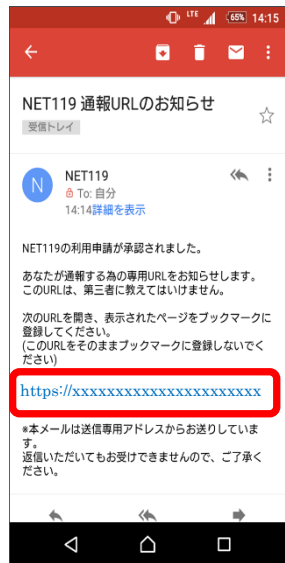 LTE 65% 14:15
NET119 通報URLのお知らせ
受信トレイ
N
NET119
To: 自分
14:14詳細を表示
NET119の利用申請が承認されました。
あなたが通報する為の専用URLをお知らせします。
このURLは、第三者に教えてはいけません。
次のURLを開き、表示されたページをブックマークに
登録してください。
(このURLをそのままブックマークに登録しないでく
ださい)
https://xxxxxxxxxxxxxxxxxxxxxx
*本メールは送信専用アドレスからお送りしていま
す。
返信いただいてもお受けできませんので、ご了承く
ださい。